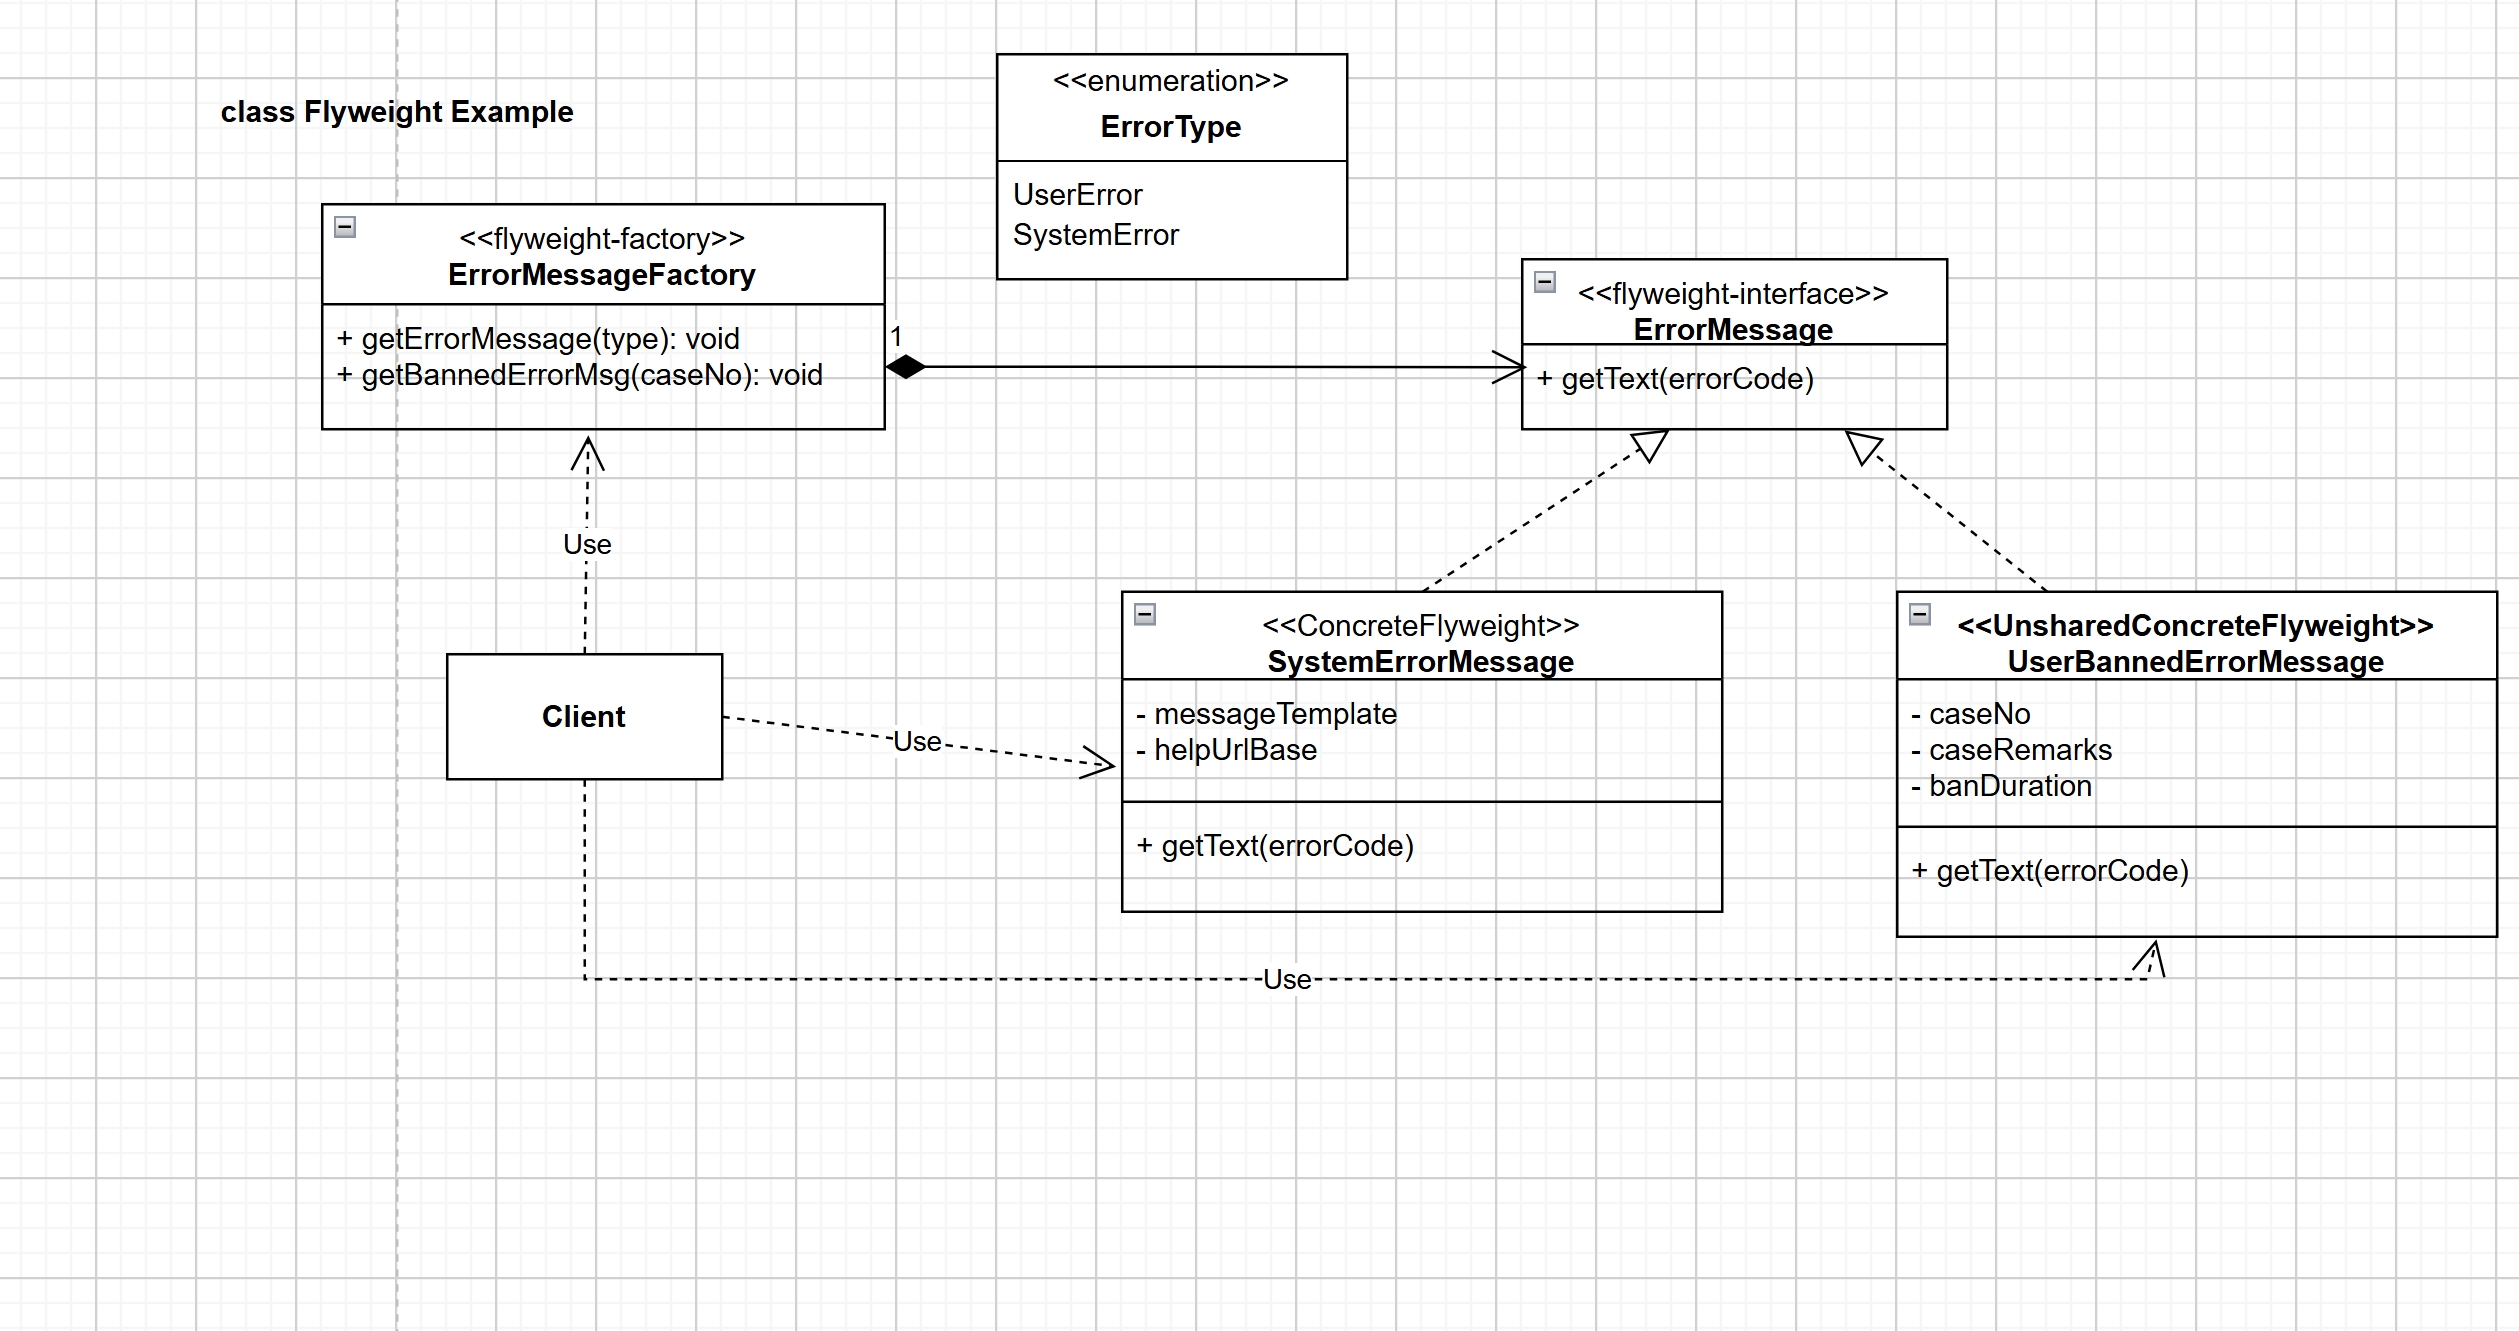 class Flyweight Example
<<enumeration>>
ErrorType
UserError
SystemError
<<flyweight-factory>>
ErrorMessageFactory
+ getErrorMessage(type): void
+ getBannedErrorMsg(caseNo): void
1
<<flyweight-interface>>
ErrorMessage
+ getText(errorCode)
Use
Client
Use
<<ConcreteFlyweight>>
SystemErrorMessage
- messageTemplate
- helpUrlBase
+ getText(errorCode)
<<UnsharedConcreteFlyweight>>
UserBannedErrorMessage
- caseNo
- caseRemarks
- banDuration
+ getText(errorCode)
Use